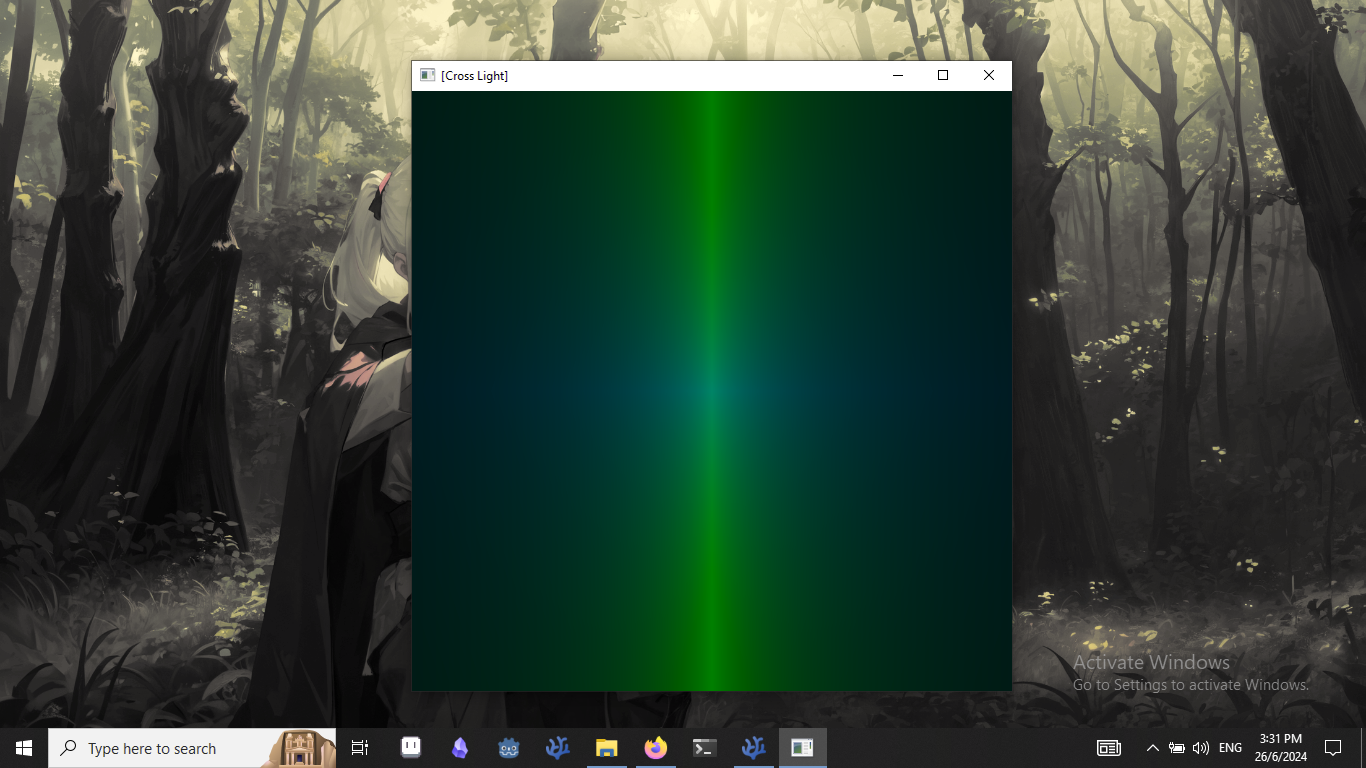 [Cross Light]
Activate Windows
Go to Settings to activate Windows.
Type here to search
ENG
3:31 PM
26/6/2024